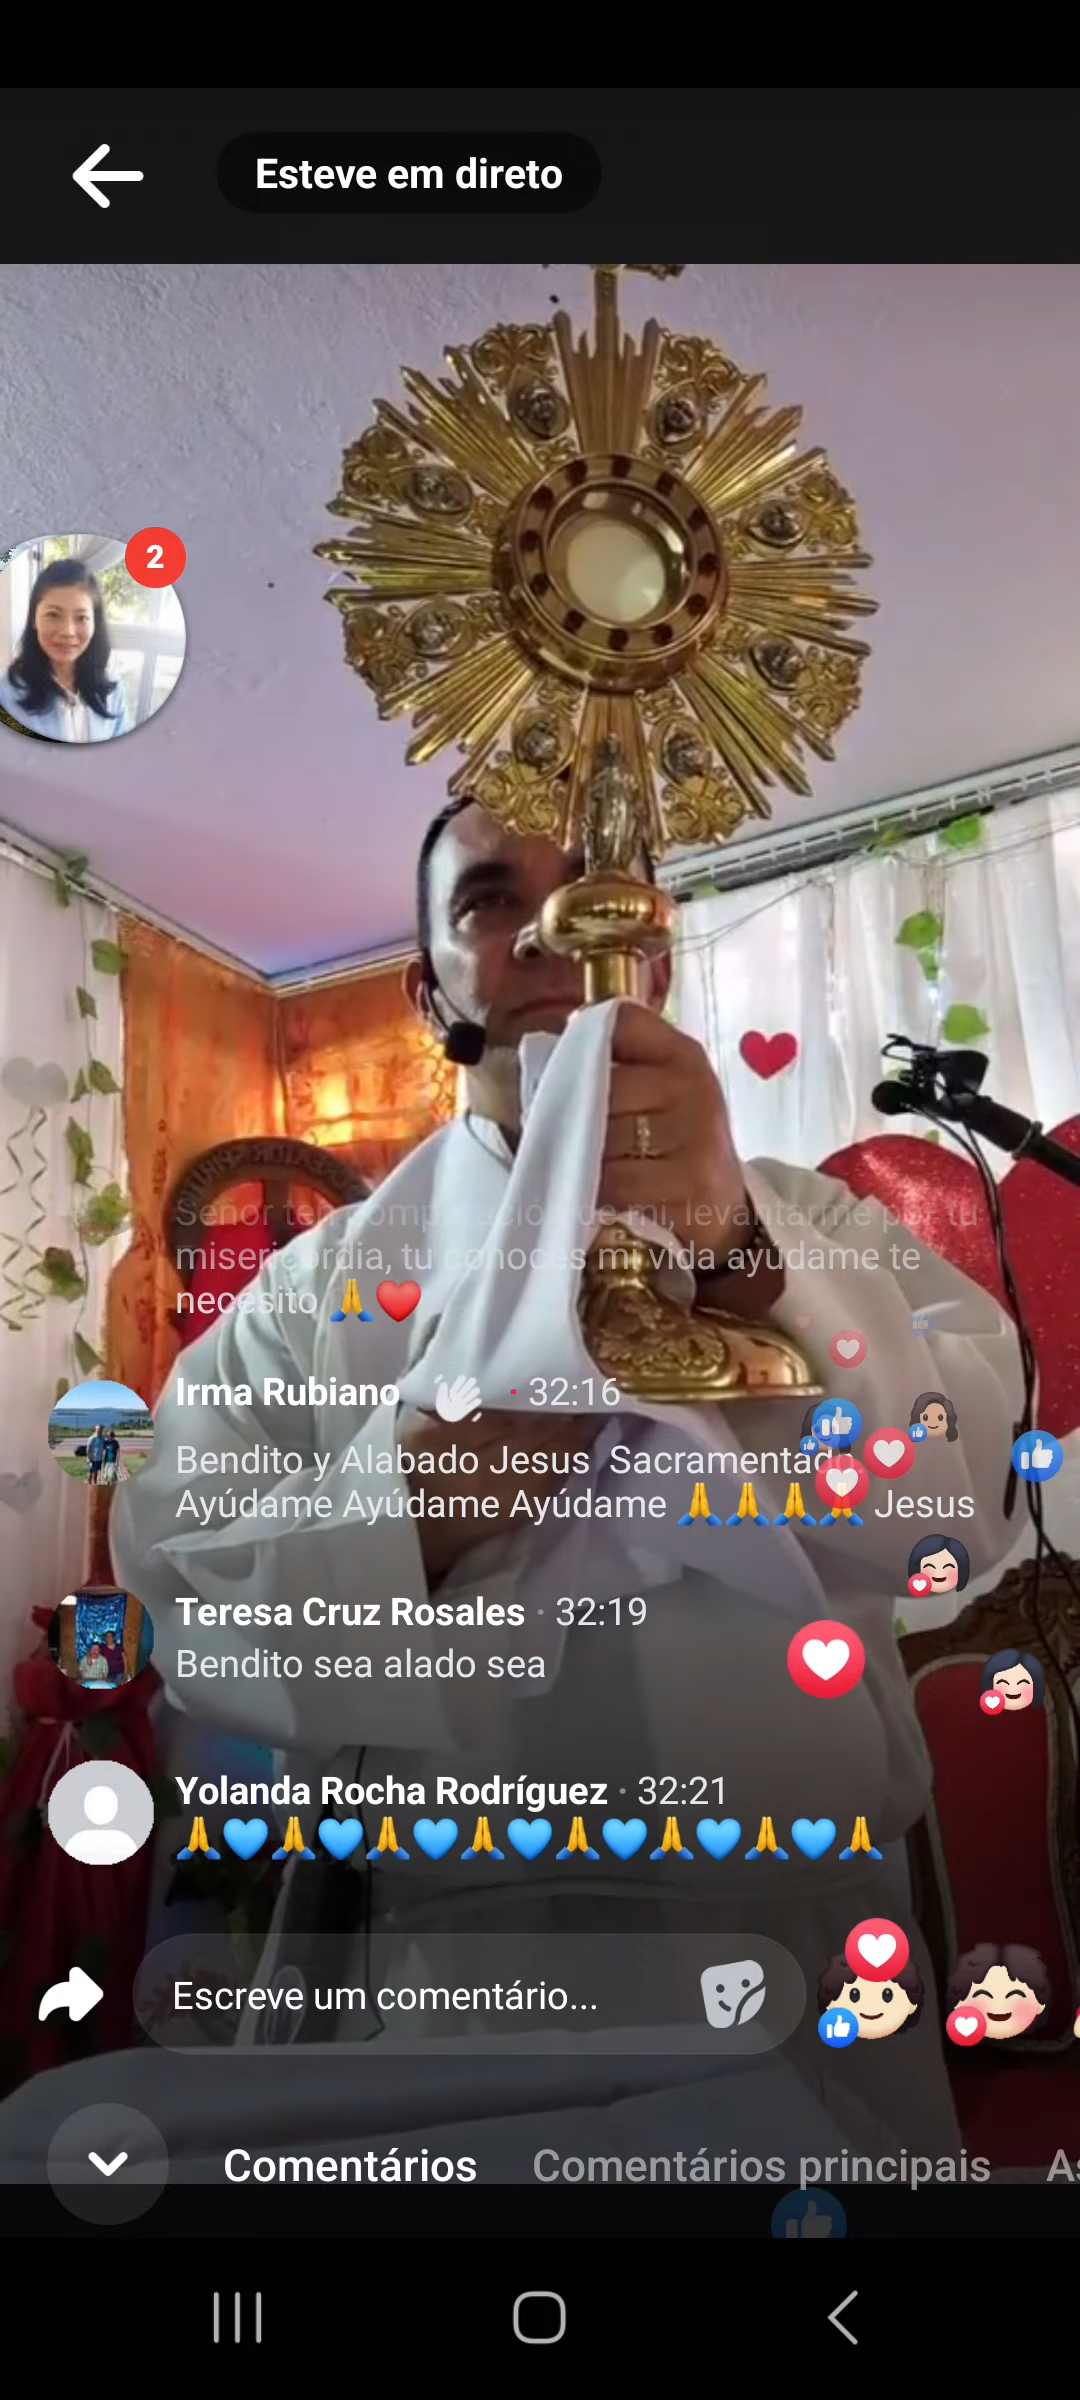 Esteve em direto
2
Señor ten compasión de mi, levantarme por tu
misericordia, tu conoces mi vida ayúdame te
necesito 🙏❤️
Irma Rubiano 👋 · 32:16
Bendito y Alabado Jesus Sacramentado.
Ayúdame Ayúdame Ayúdame 🙏🙏🙏🙏 Jesus
Teresa Cruz Rosales · 32:19
Bendito sea alado sea
Yolanda Rocha Rodríguez · 32:21
🙏💙🙏💙🙏💙🙏💙🙏💙🙏💙🙏💙🙏
Escreve um comentário...
Comentários Comentários principais